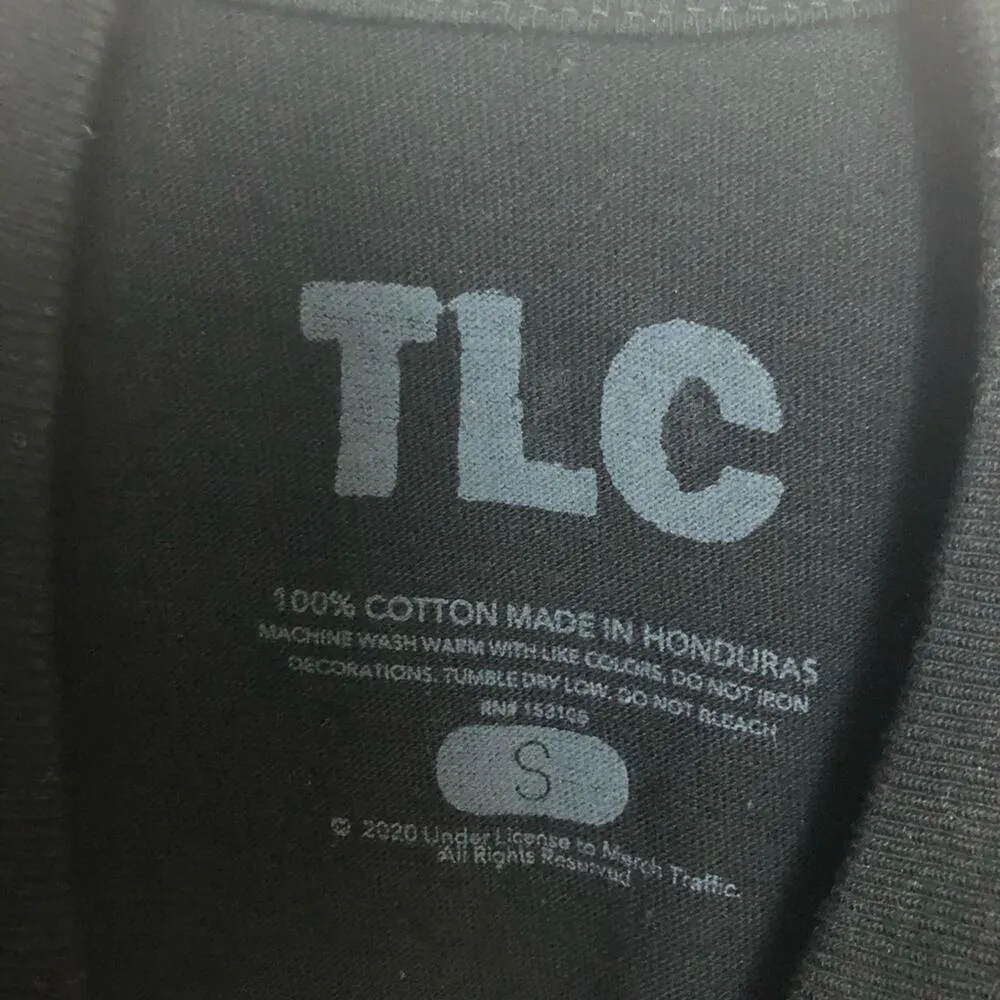 TLC
100% COTTON MADE IN HONDURAS
MACHINE WASH WARM WITH LIKE COLORS, DO NOT IRON
DECORATIONS. TUMBLE DRY LOW. DO NOT BLEACH
RN# 153105
S
© 2020 Under License to Merch Traffic.
All Rights Reserved